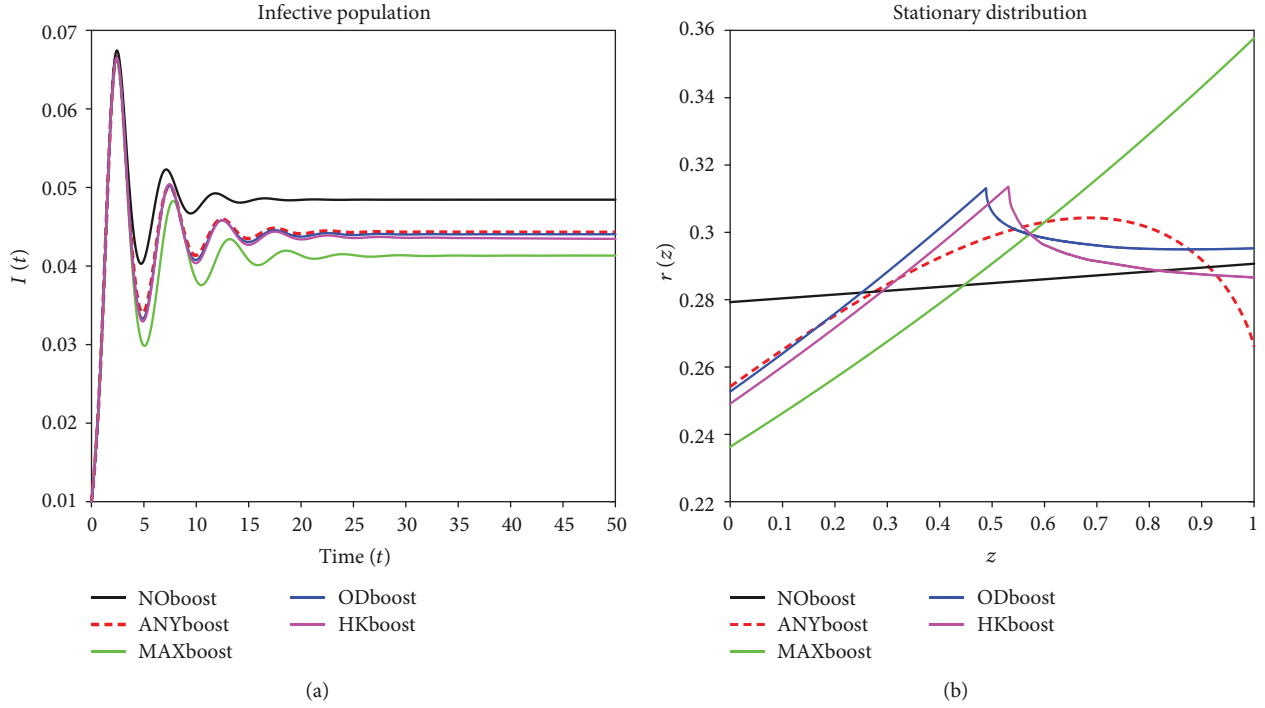 Infective population
0.07
0.06
0.05
0.04
0.03
0.01
I (t)
0 5 10 15 20 25 30 35 40 45 50
Time (t)
NOboost
ANYboost
MAXboost
ODboost
HKboost
(a)
Stationary distribution
0.36
0.34
0.32
0.3
0.28
0.26
0.24
0.22
r (z)
0 0.1 0.2 0.3 0.4 0.5 0.6 0.7 0.8 0.9 1
z
NOboost
ANYboost
MAXboost
ODboost
HKboost
(b)